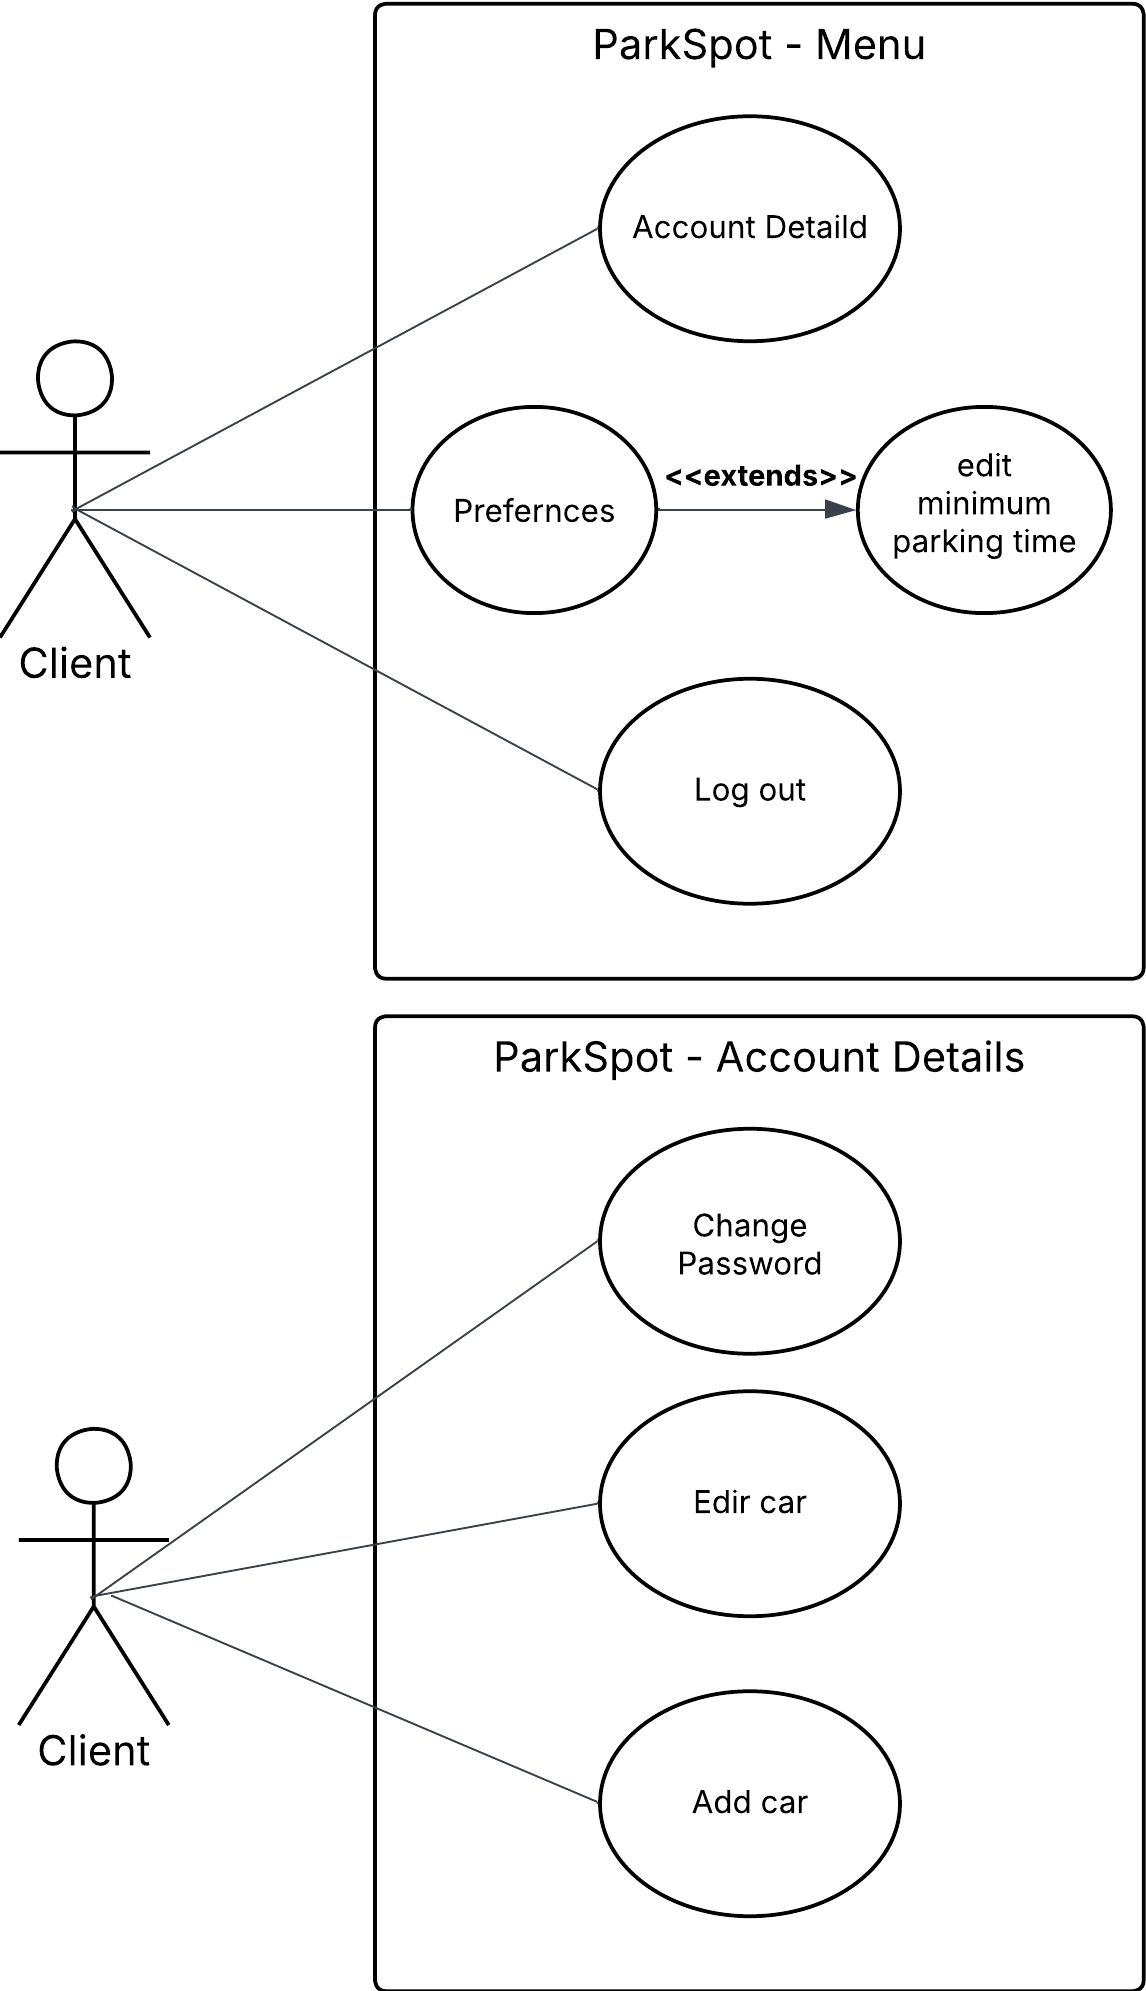 ParkSpot - Menu
Account Detaild
Prefernces
<<extends>>
edit
minimum
parking time
Client
Log out
ParkSpot - Account Details
Change
Password
Edir car
Client
Add car